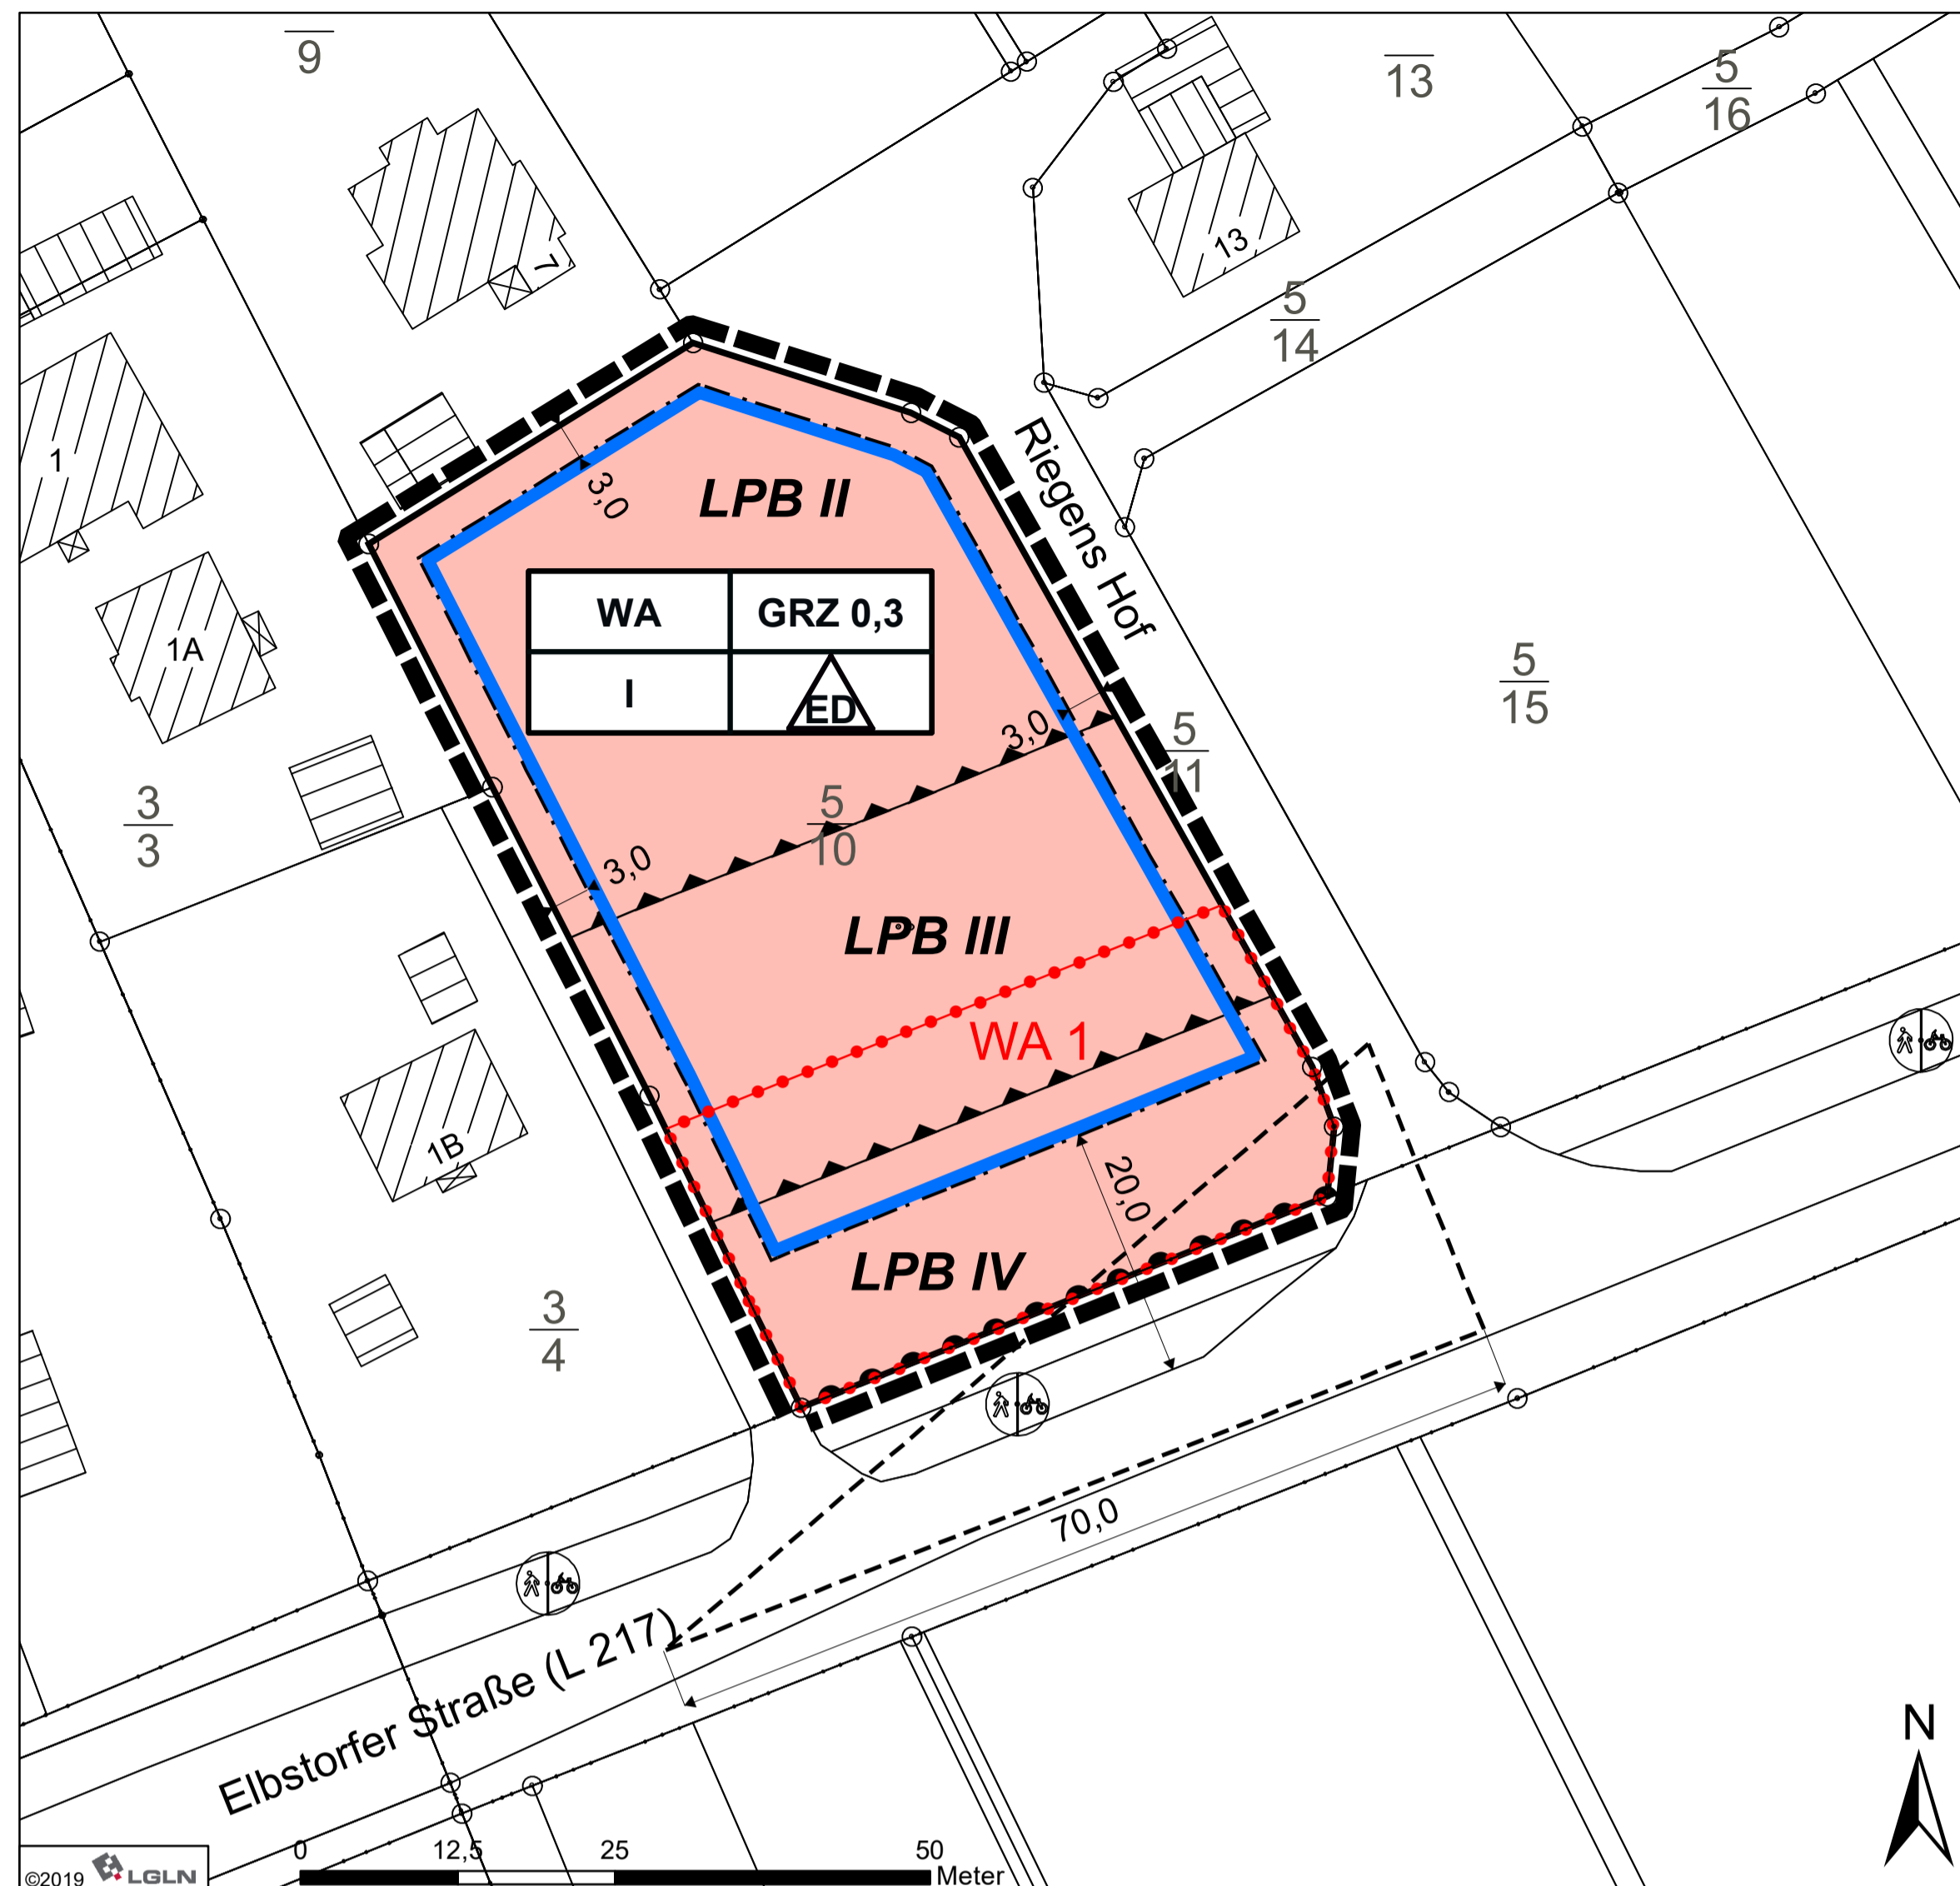 9
13
5
16
7
13
5
14
1
3,0
LPB II
Riegens Hof
WA
GRZ 0,3
I
ED
1A
5
15
3,0
5
11
3
3
5
10
3,0
LPB III
WA 1
1B
20,0
LPB IV
3
4
70,0
Elbstorfer Straße (L 217)
N
0 12,5 25 50
Meter
©2019 LGLN